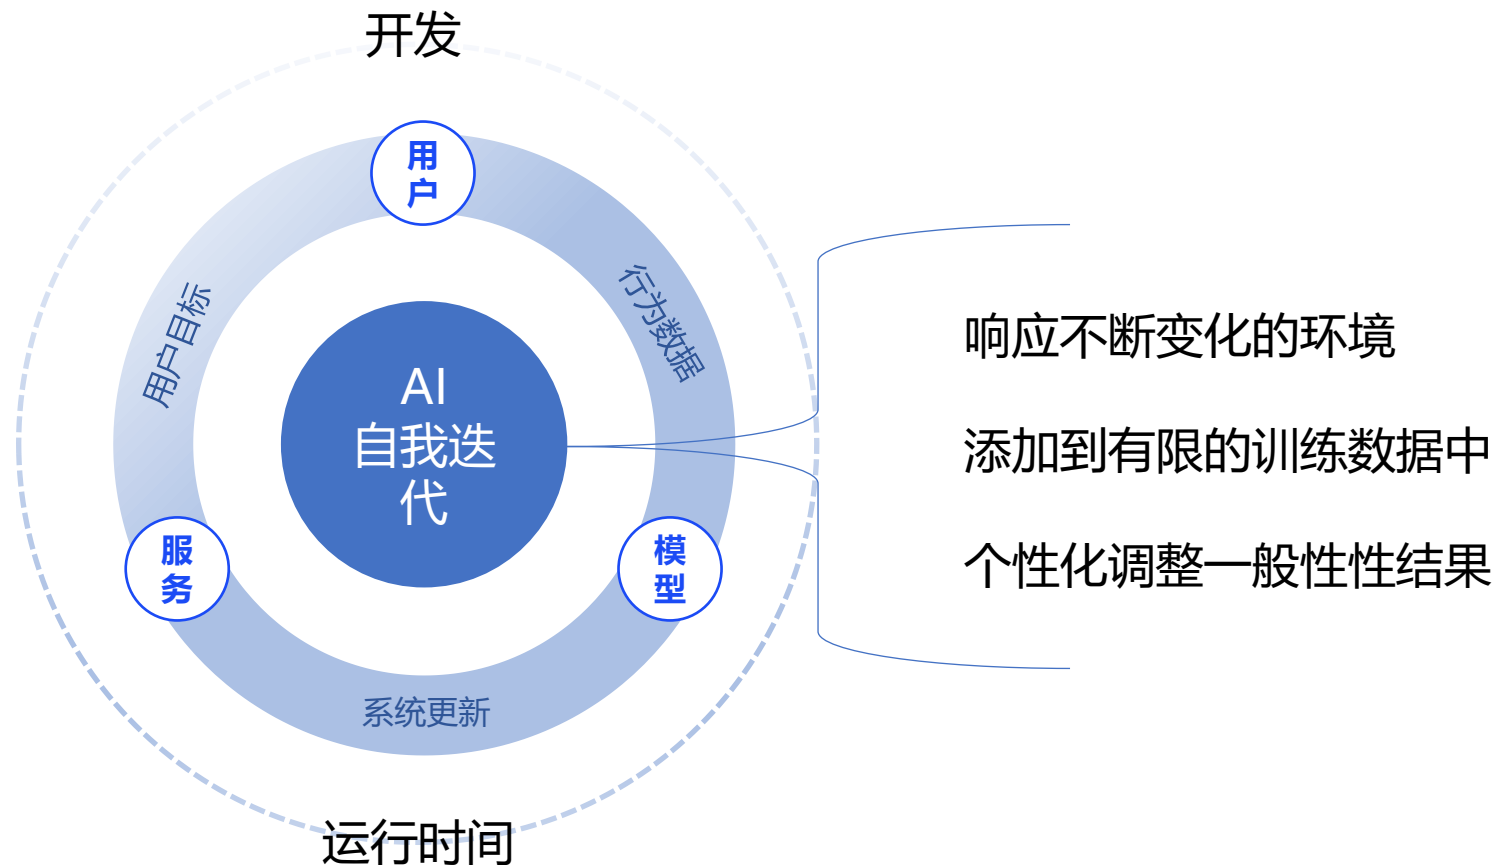 开发
用
户
用户目标
行为数据
AI
自我迭
代
响应不断变化的环境
添加到有限的训练数据中
个性化调整一般性性结果
服
务
模
型
系统更新
运行时间